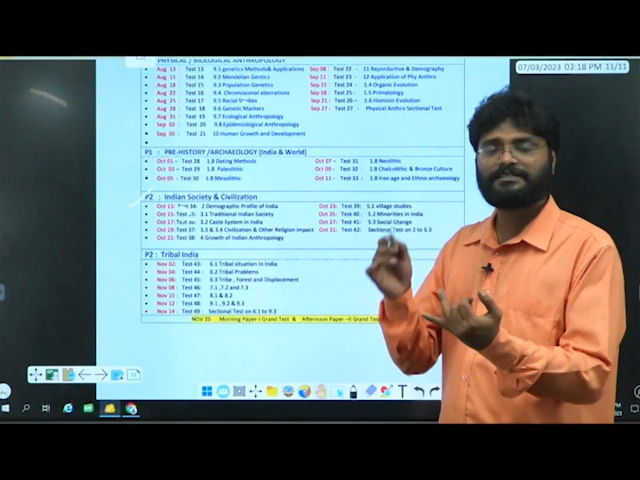 PHYSICAL / BIOLOGICAL ANTHROPOLOGY
07/03/2023 03:18 PM 11/11
Aug 13 Test 13 9.1 genetics Methods& Applications Sep 08 : Test 22 - 11 Reporductive & Demography
Aug 15 Test 14 9.2 Mendelian Gentics Sep 11 : Test 23 - 12 Application of Phy Anthro
Aug 18 Test 15 9.3 Population Genetics Sep 15 : Test 24 - 1.4 Organic Evolution
Aug 22 Test 16 9.4 Chromosomal aberrations Sep 18 : Test 25 - 1.5 Primatology
Aug 25 Test 17 9.5 Racial S
Sep 21 : Test 26 - 1.6 Hominin Evolution
Aug 28 Test 18 9.6 Genetic Markers Sep 27 : Test 27 - Physical Anthro Sectional Test
Aug 31 Test 19 9.7 Ecological Anthropology
Sep 02 Test 20 9.8 Epidemiological Anthropology
Sep 05 Test 21 10 Human Growth and Development
P1 : PRE-HISTORY /ARCHAEOLOGY (India & World)
Oct 01 – Test 28 1.8 Dating Methods Oct 07 – Test 31 1.8 Neolithic
Oct 03 – Test 29 1.8 Paleolithic Oct 09 - Test 32 1.8 Chalcolithic & Bronze Culture
Oct 05 – Test 30 1.8 Mesolithic Oct 11 - Test 33 : 1.8 Iron age and Ethno-archaeology
P2 : Indian Society & Civilization
Oct 13: Test 34: 2 Demographic Profile of India Oct 23: Test 39: 5.1 village studies
Oct 15: Test 35: 3.1 Traditional Indian Society Oct 25: Test 40 : 5.2 Minorities in India
Oct 17: Test 36: 3.2 Caste System in India Oct 27: Test 41: 5.3 Social Change
Oct 19: Test 37: 3.3 & 3.4 Civilization & Other Religion impact Oct 31: Test 42: Sectional Test on 2 to 5.3
Oct 21: Test 38: 4 Growth of Indian Anthropology
P2 : Tribal India
Nov 02: Test 43: 6.1 Tribal situation in India
Nov 04: Test 44 : 6.2 Tribal Problems
Nov 06: Test 45: 6.3 Tribe , Forest and Displacement
Nov 08 Test 46: 7.1 ,7.2 and 7.3
Nov 10 Test 47: 8.1 & 8.2
Nov 12 Test 48: 9.1 , 9.2 & 9.3
Nov 14 Test 49 : Sectional Test on 6.1 to 9.3
NOV 20 Morning Paper-I Grand Test & Afternoon Paper –II Grand